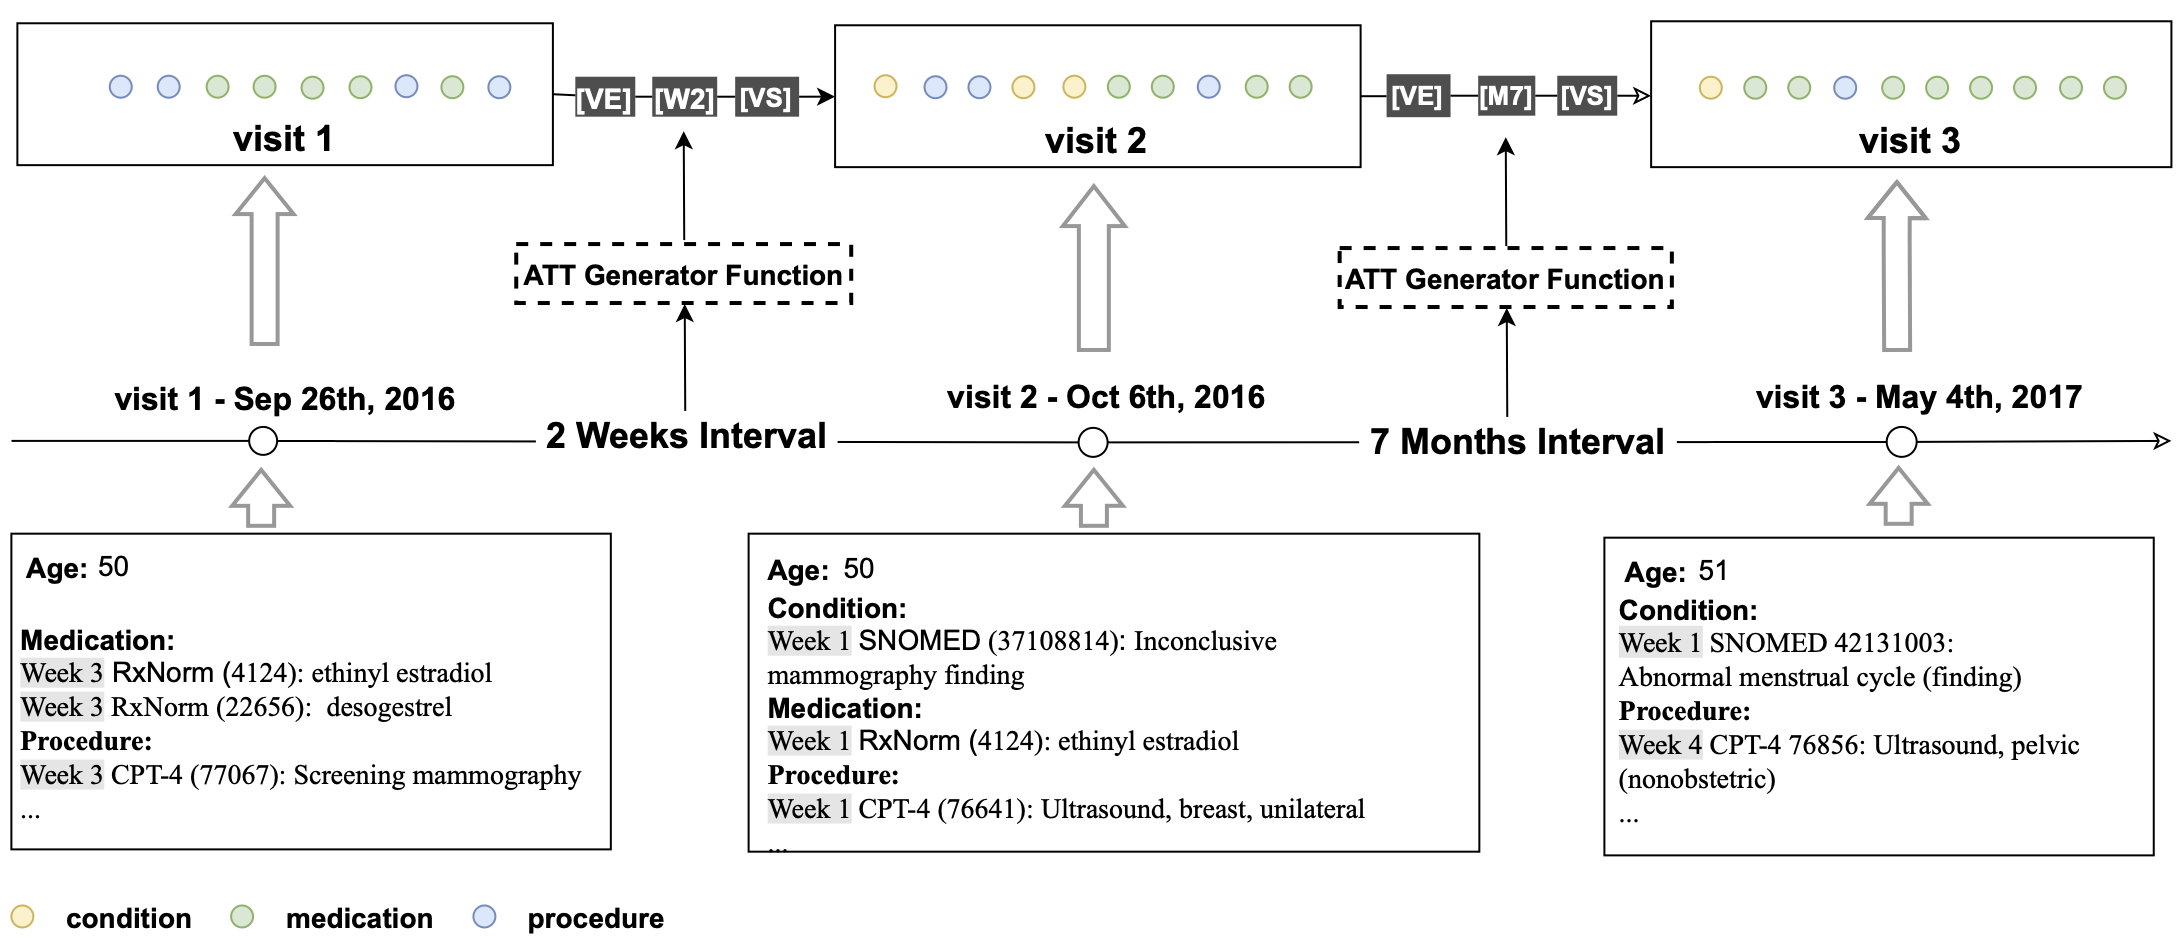 visit 1
[VE] [W2] [VS]
visit 2
[VE] [M7] [VS]
visit 3
ATT Generator Function
ATT Generator Function
visit 1 - Sep 26th, 2016
visit 2 - Oct 6th, 2016
visit 3 - May 4th, 2017
2 Weeks Interval
7 Months Interval
Age: 50
Medication:
Week 3 RxNorm (4124): ethinyl estradiol
Week 3 RxNorm (22656): desogestrel
Procedure:
Week 3 CPT-4 (77067): Screening mammography
...
Age: 50
Condition:
Week 1 SNOMED (37108814): Inconclusive
mammography finding
Medication:
Week 1 RxNorm (4124): ethinyl estradiol
Procedure:
Week 1 CPT-4 (76641): Ultrasound, breast, unilateral
...
Age: 51
Condition:
Week 1 SNOMED 42131003:
Abnormal menstrual cycle (finding)
Procedure:
Week 4 CPT-4 76856: Ultrasound, pelvic
(nonobstetric)
...
condition medication procedure